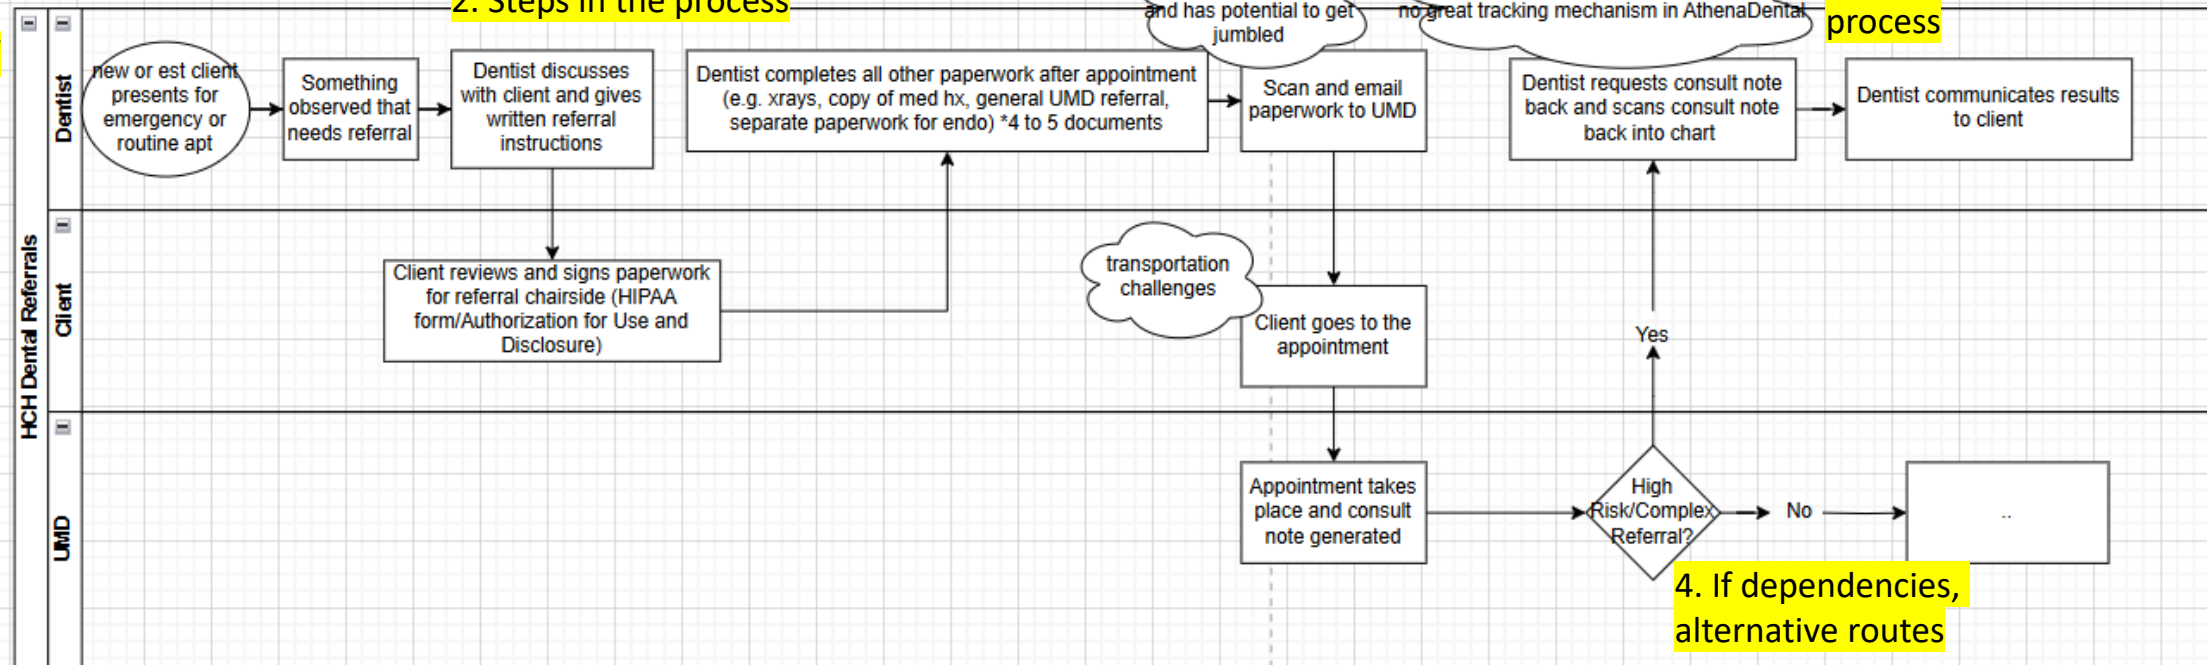 2. Steps in the process
and has potential to get
jumbled
no great tracking mechanism in AthenaDental
process
HCH Dental Referrals
Dentist
new or est client
presents for
emergency or
routine apt
Something
observed that
needs referral
Dentist discusses
with client and gives
written referral
instructions
Dentist completes all other paperwork after appointment
(e.g. xrays, copy of med hx, general UMD referral,
separate paperwork for endo) *4 to 5 documents
Scan and email
paperwork to UMD
Dentist requests consult note
back and scans consult note
back into chart
Dentist communicates results
to client
Client
Client reviews and signs paperwork
for referral chairside (HIPAA
form/Authorization for Use and
Disclosure)
transportation
challenges
Client goes to the
appointment
Yes
UMD
Appointment takes
place and consult
note generated
High
Risk/Complex
Referral?
No
..
4. If dependencies,
alternative routes